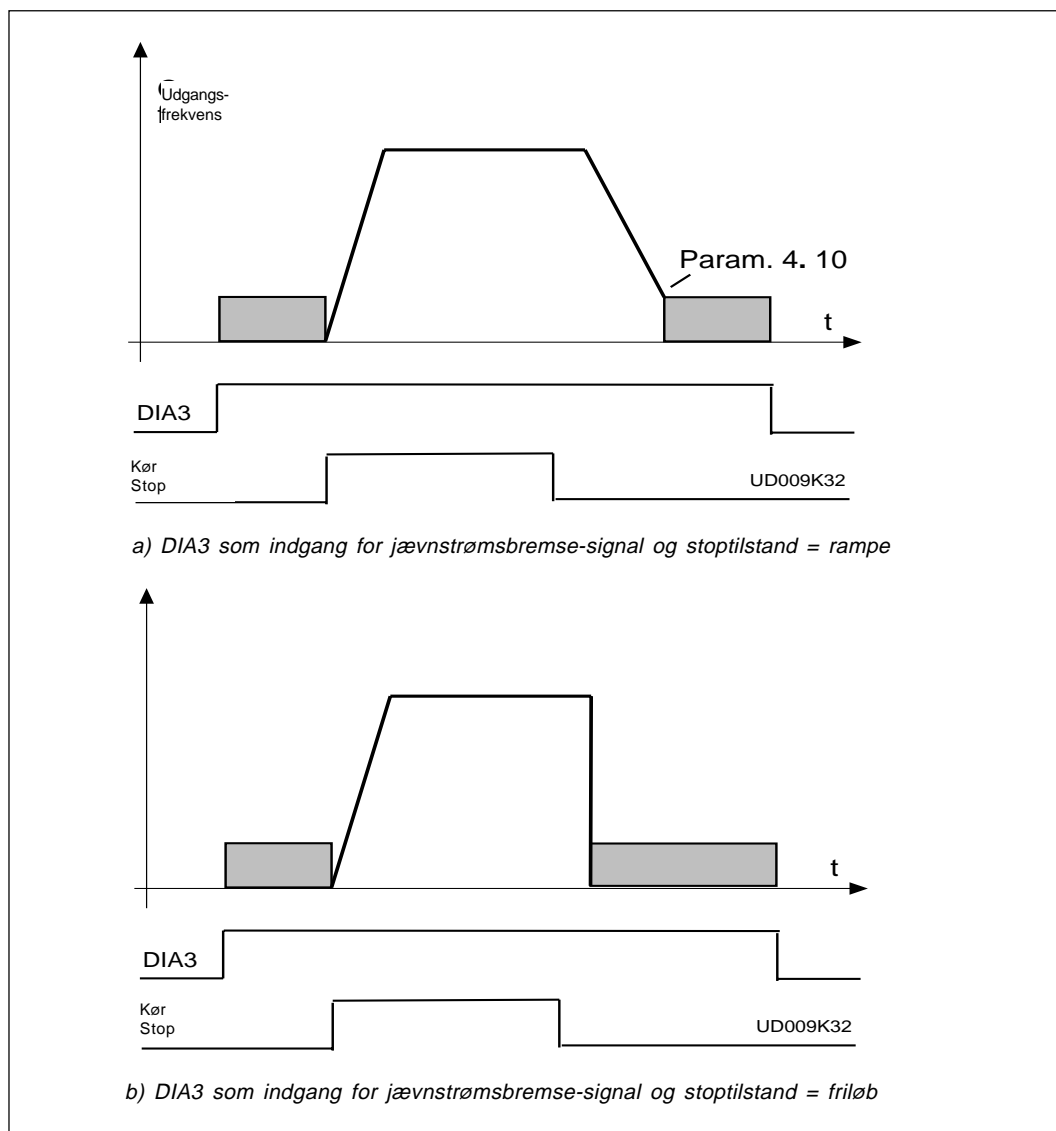 Udgangs-
frekvens
Param. 4. 10
t
DIA3
Kør
Stop
UD009K32
a) DIA3 som indgang for jævnstrømsbremse-signal og stoptilstand = rampe
t
DIA3
Kør
Stop
UD009K32
b) DIA3 som indgang for jævnstrømsbremse-signal og stoptilstand = friløb